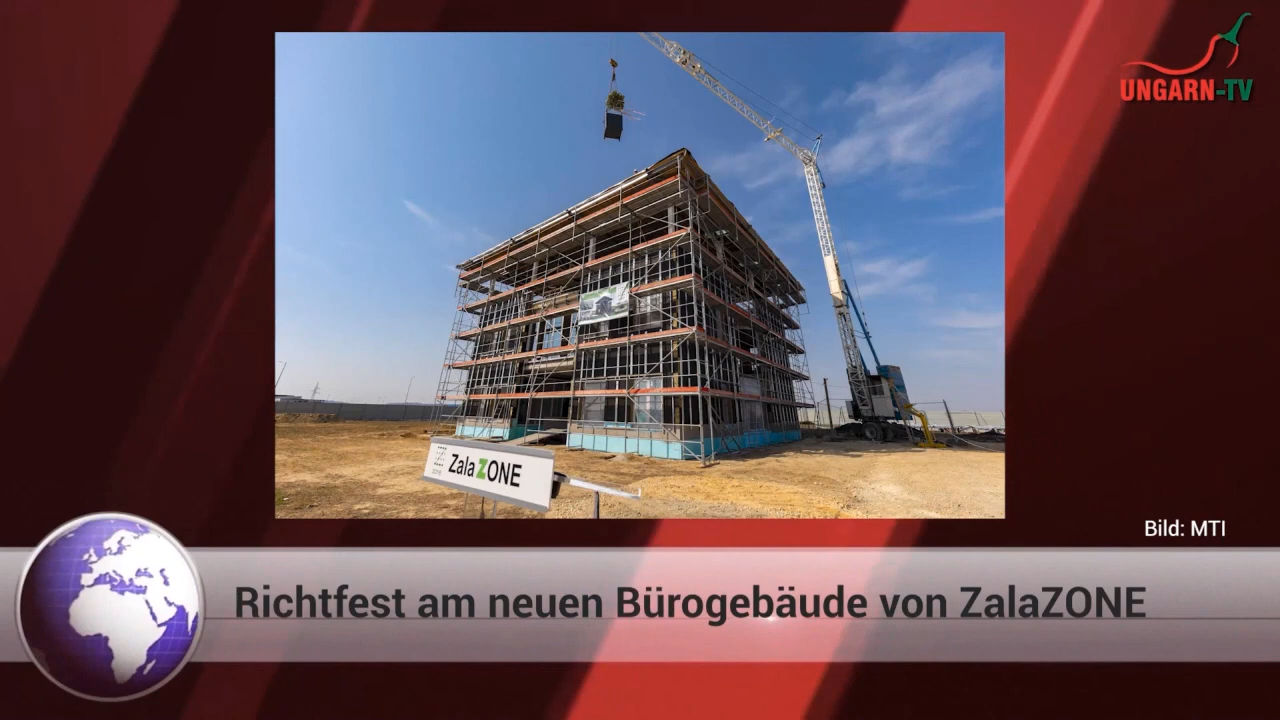 UNGARN-TV
ZalaZONE
Bild: MTI
Richtfest am neuen Bürogebäude von ZalaZONE